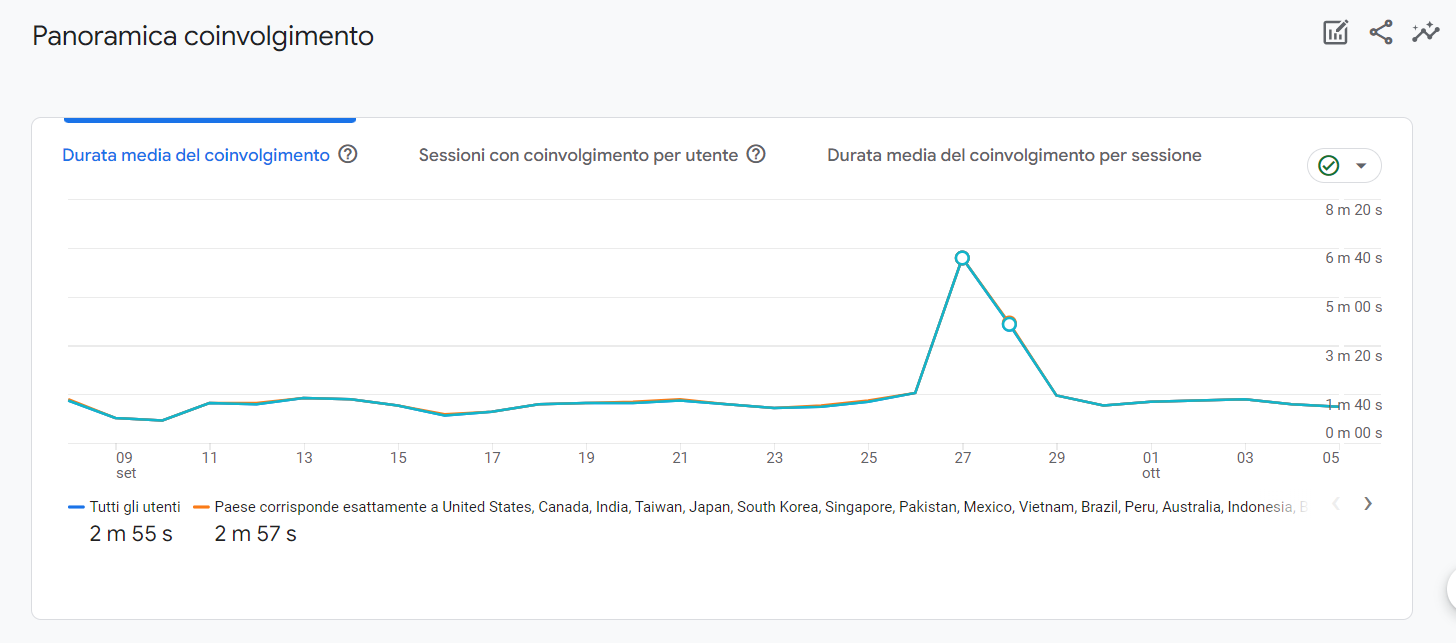 Panoramica coinvolgimento
Durata media del coinvolgimento
Sessioni con coinvolgimento per utente
Durata media del coinvolgimento per sessione
8 m 20 s
6 m 40 s
5 m 00 s
3 m 20 s
1 m 40 s
0 m 00 s
09 11 13 15 17 19 21 23 25 27 29 01 03 05
set ott
Tutti gli utenti Paese corrisponde esattamente a United States, Canada, India, Taiwan, Japan, South Korea, Singapore, Pakistan, Mexico, Vietnam, Brazil, Peru, Australia, Indonesia,
2 m 55 s 2 m 57 s